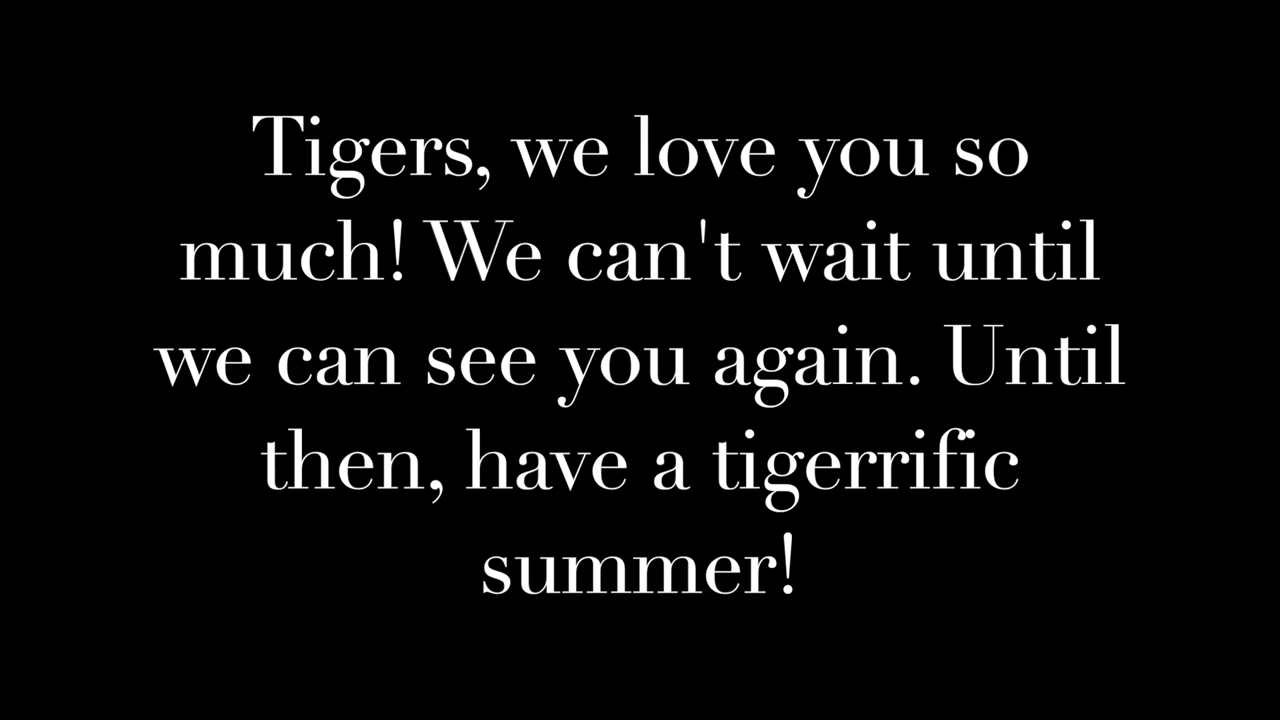 Tigers, we love you so
much! We can't wait until
we can see you again. Until
then, have a tigerrific
summer!